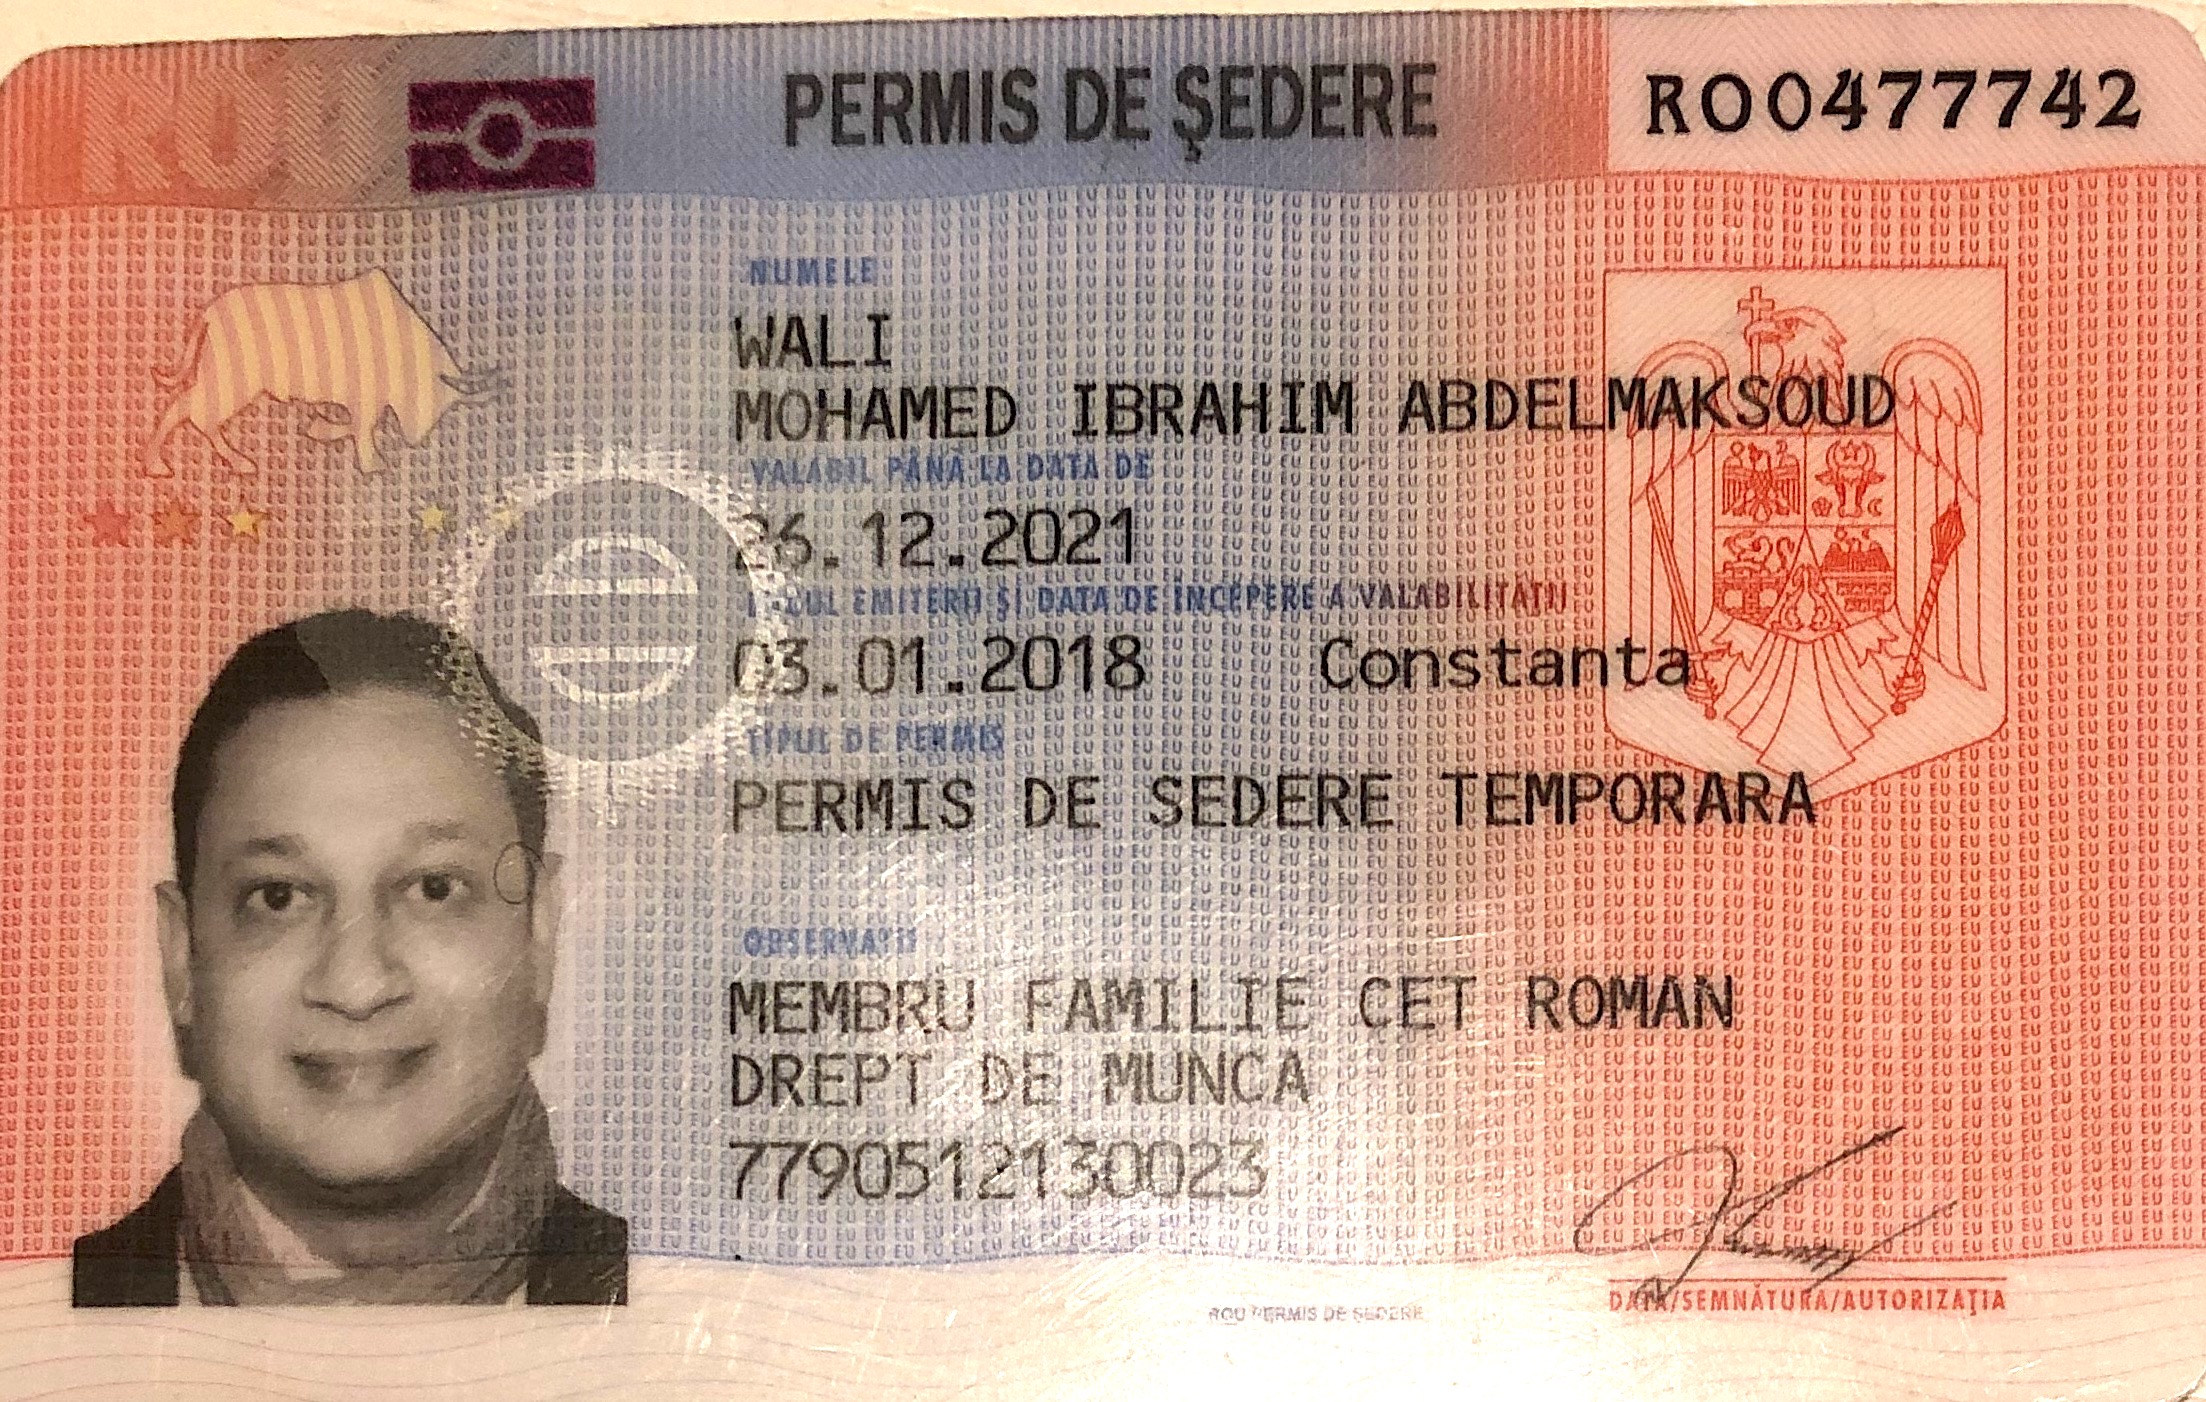 ROU
PERMIS DE ŞEDERE
RO0477742
NUMELE
WALI
MOHAMED IBRAHIM ABDELMAKSOUD
VALABIL PÂNĂ LA DATA DE
26.12.2021
LOCUL EMITERII ŞI DATA DE ÎNCEPERE A VALABILITĂŢII
03.01.2018 Constanta
TIPUL DE PERMIS
PERMIS DE SEDERE TEMPORARA
OBSERVAŢII
MEMBRU FAMILIE CET ROMAN
DREPT DE MUNCA
7790512130023
DATA/SEMNĂTURA/AUTORIZAŢIA
ROU PERMIS DE ŞEDERE